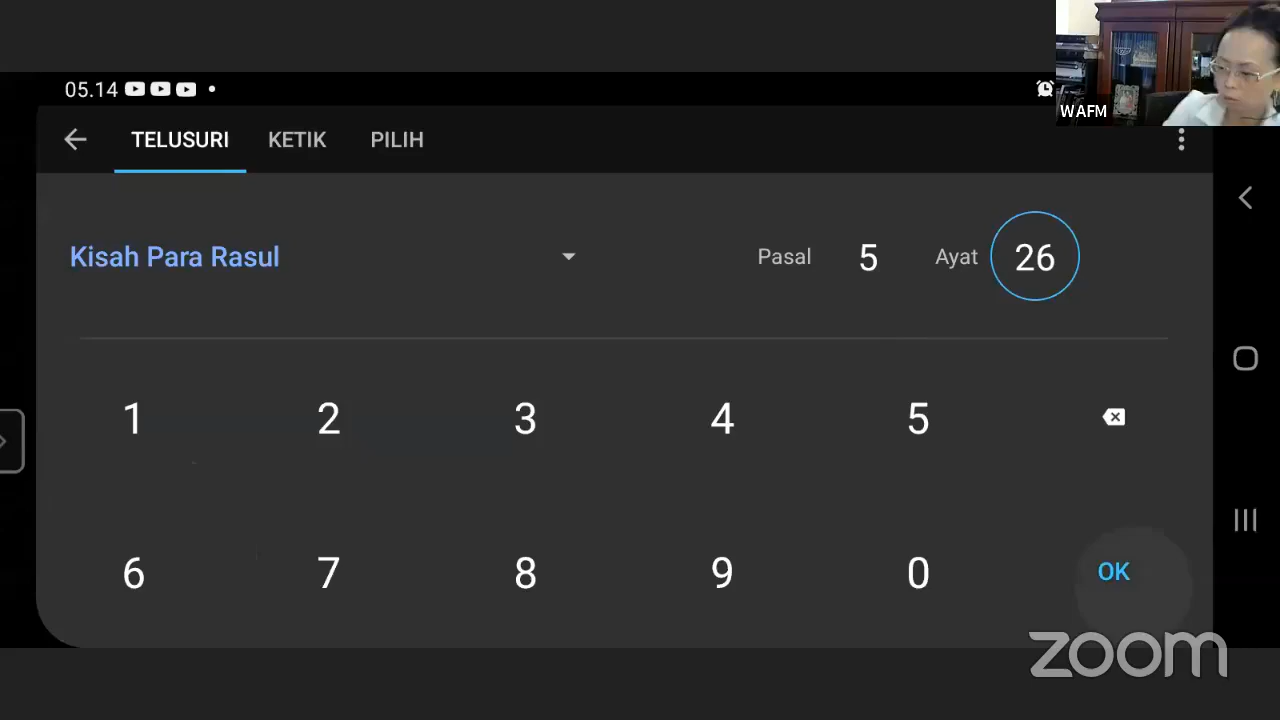 WAFM
05.14
TELUSURI KETIK PILIH
Kisah Para Rasul Pasal 5 Ayat 26
1 2 3 4 5
6 7 8 9 0 OK
zoom